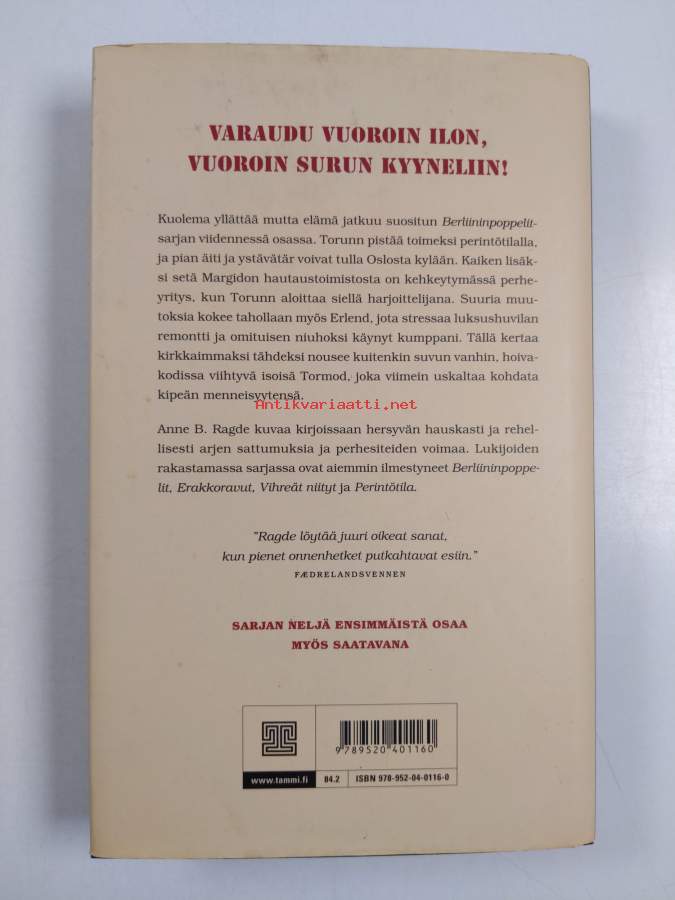 VARAUDU VUOROIN ILON,
VUOROIN SURUN KYYNELIIN!
Kuolema yllättää mutta elämä jatkuu suositun Berliininpoppelit-
sarjan viidennessä osassa. Torunn pistää toimeksi perintötilalla,
ja pian äiti ja ystävätär voivat tulla Oslosta kylään. Kaiken lisäk-
si setä Margidon hautaustoimistosta on kehkeytymässä perhe-
yritys, kun Torunn aloittaa siellä harjoittelijana. Suuria muu-
toksia kokee tahollaan myös Erlend, jota stressaa luksushuvilan
remontti ja omituisen niuhoksi käynyt kumppani. Tällä kertaa
kirkkaimmaksi tähdeksi nousee kuitenkin suvun vanhin, hoiva-
kodissa viihtyvä isoisä Tormod, joka viimein uskaltaa kohdata
kipeän menneisyytensä.
Antikvariaatti.net
Anne B. Ragde kuvaa kirjoissaan hersyvän hauskasti ja rehel-
lisesti arjen sattumuksia ja perhesiteiden voimaa. Lukijoiden
rakastamassa sarjassa ovat aiemmin ilmestyneet Berliininpoppe-
lit, Erakkoravut, Vihreät niityt ja Perintötila.
"Ragde löytää juuri oikeat sanat,
kun pienet onnenhetket putkahtavat esiin."
FÆDRELANDSVENNEN
SARJAN NELJÄ ENSIMMÄISTÄ OSAA
MYÖS SAATAVANA
9 789520 401160
www.tammi.fi 84.2 ISBN 978-952-04-0116-0